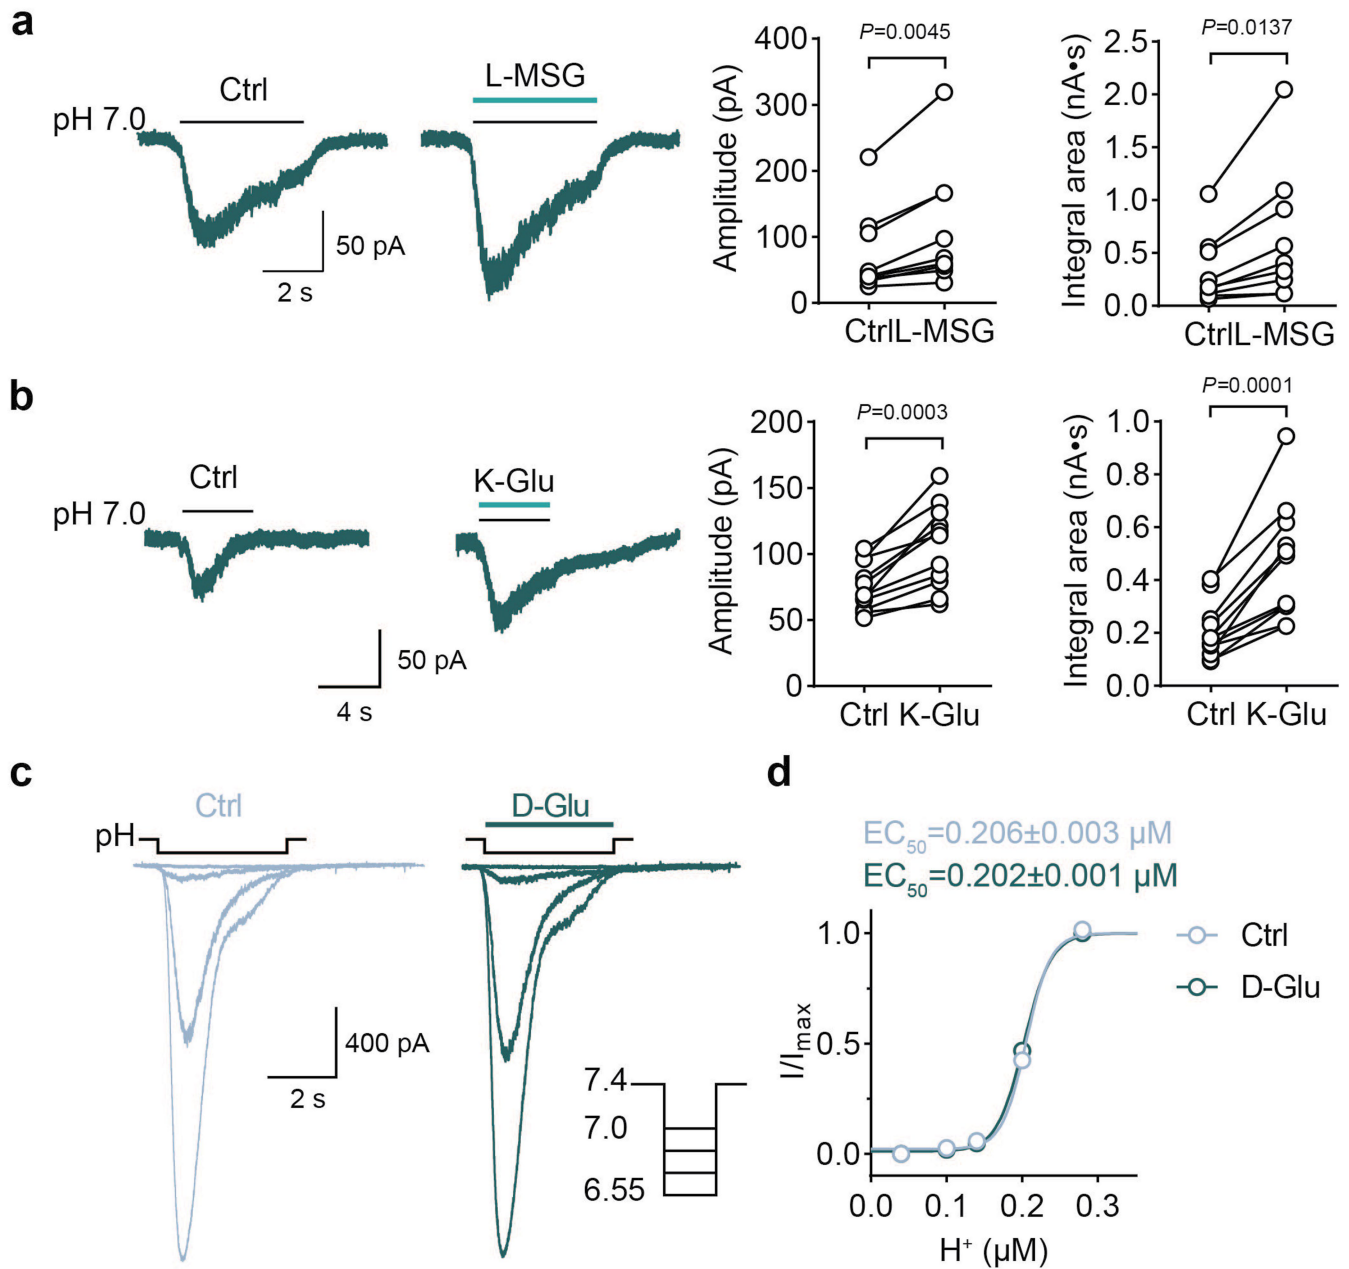 a
Ctrl
L-MSG
pH 7.0
50 pA
2 s
P=0.0045
Amplitude (pA)
400
300
200
100
0
CtrlL-MSG
P=0.0137
Integral area (nA•s)
2.5
2.0
1.5
1.0
0.5
0.0
CtrlL-MSG
b
Ctrl
K-Glu
pH 7.0
50 pA
4 s
P=0.0003
Amplitude (pA)
200
150
100
50
0
Ctrl K-Glu
P=0.0001
Integral area (nA•s)
1.0
0.8
0.6
0.4
0.2
0.0
Ctrl K-Glu
c
Ctrl
D-Glu
pH
400 pA
2 s
7.4
7.0
6.55
d
EC50=0.206±0.003 µM
EC50=0.202±0.001 µM
Ctrl
D-Glu
I/Imax
1.0
0.5
0.0
0.0 0.1 0.2 0.3
H+ (µM)